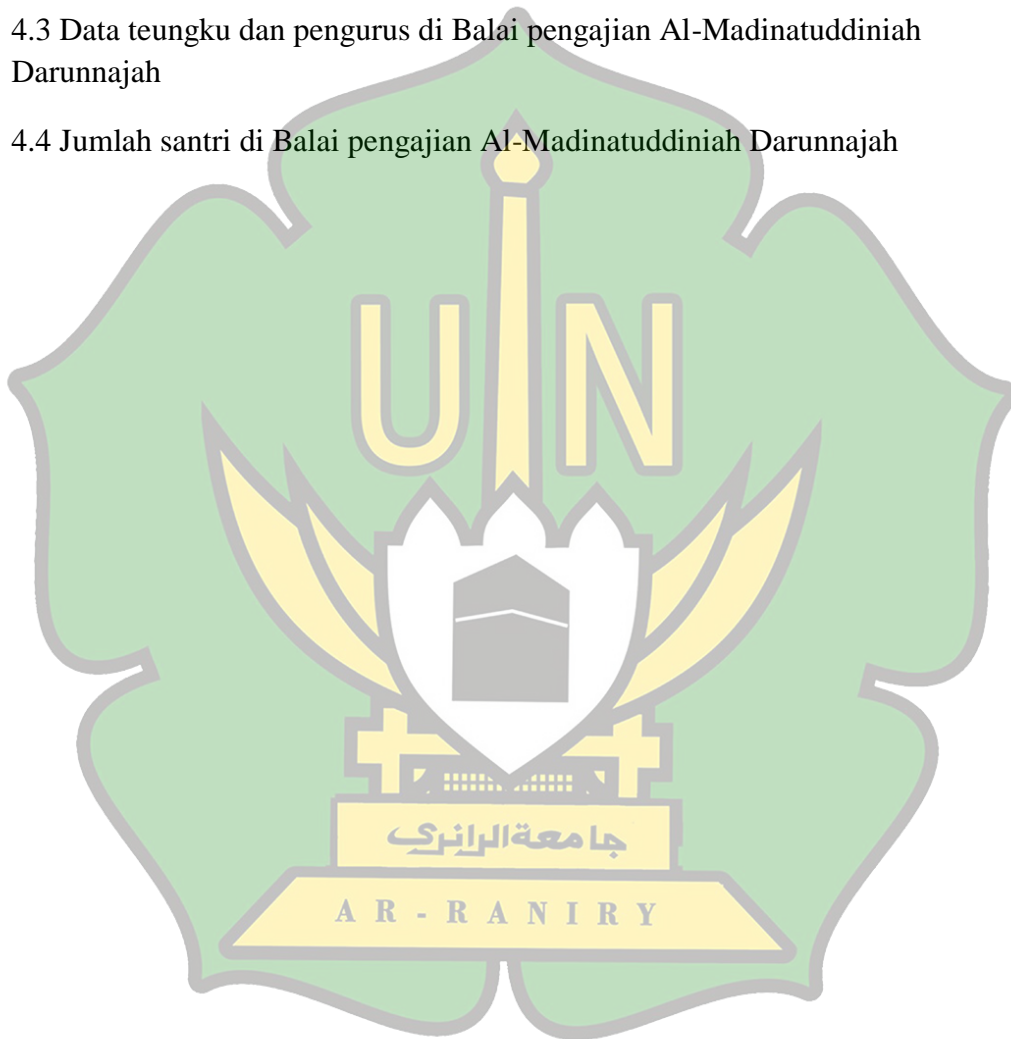 4.3 Data teungku dan pengurus di Balai pengajian Al-Madinatuddiniah
Darunnajah
4.4 Jumlah santri di Balai pengajian Al-Madinatuddiniah Darunnajah
UIN
جامعةالرانري
AR-RANIRY